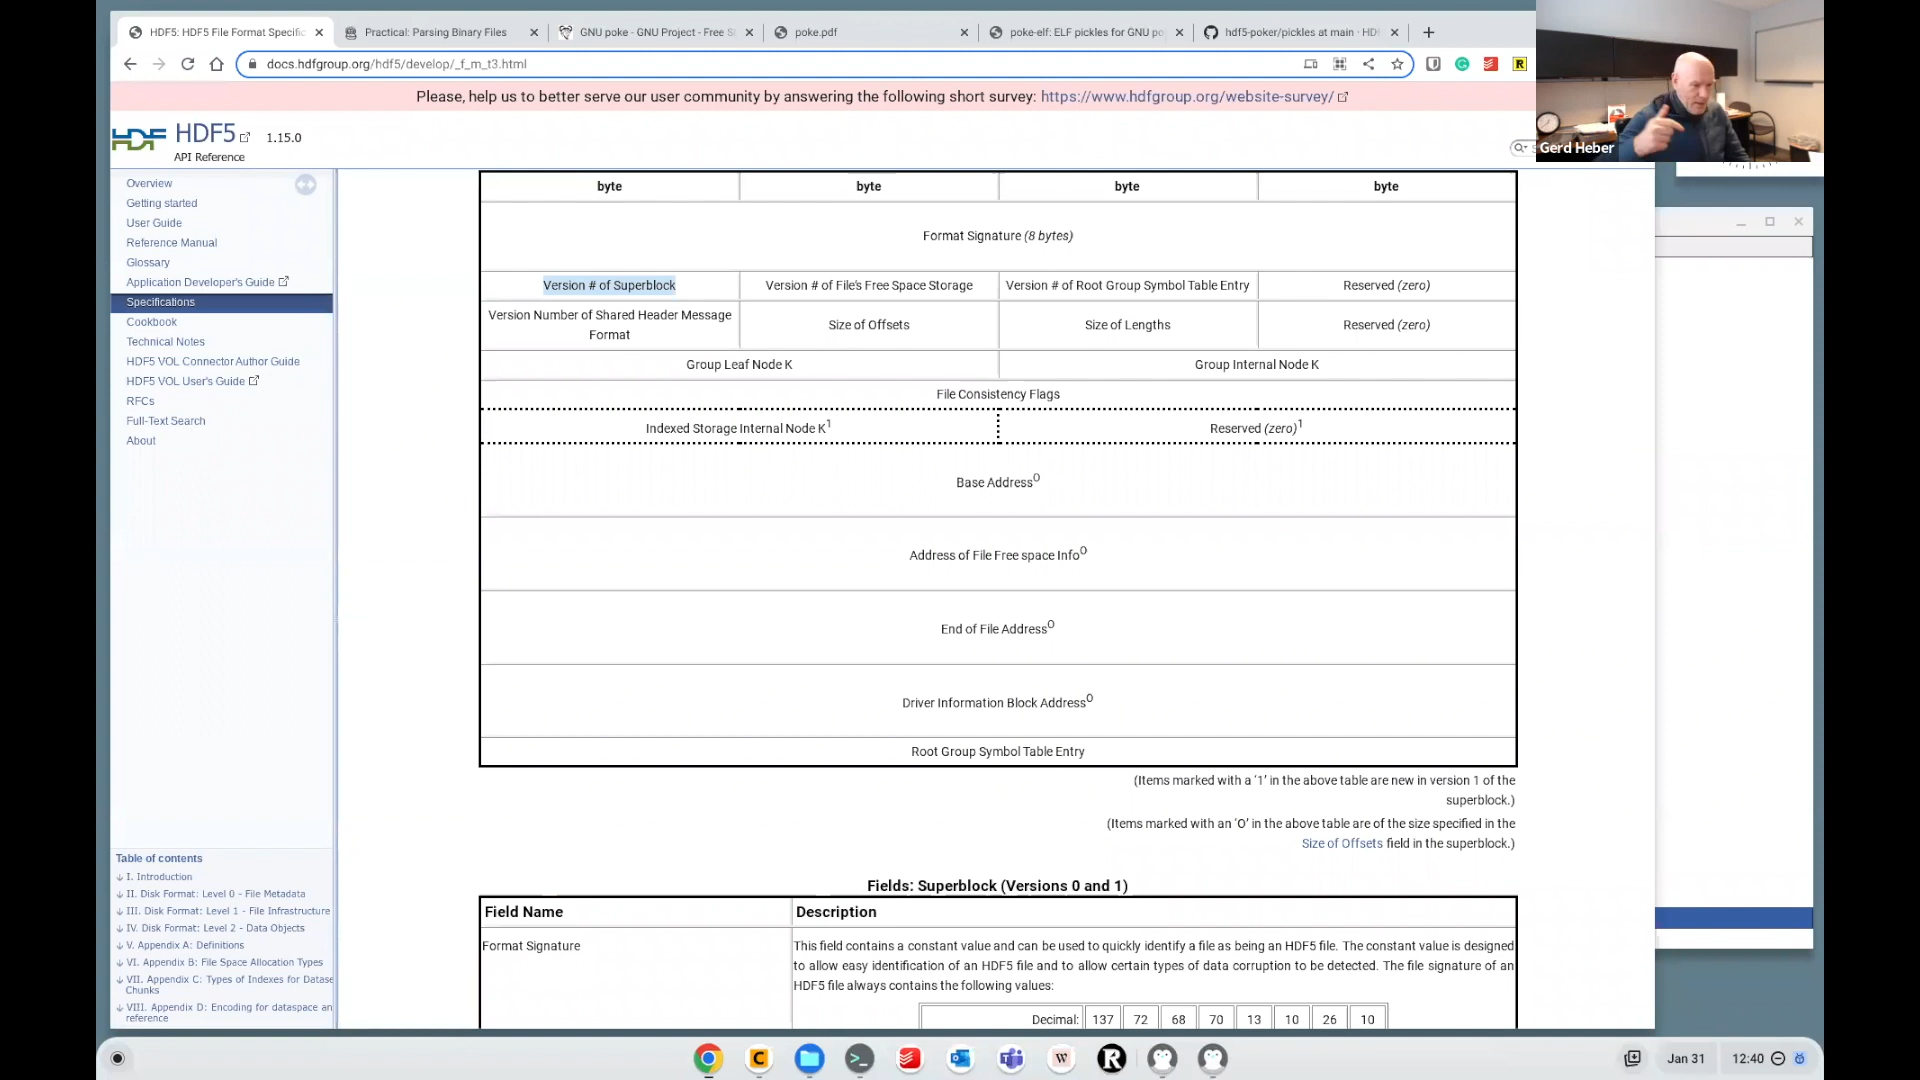 HDF5: HDF5 File Format Specific
Practical: Parsing Binary Files
GNU poke - GNU Project - Free S
poke.pdf
poke-elf: ELF pickles for GNU po
hdf5-poker/pickles at main · HD
docs.hdfgroup.org/hdf5/develop/_f_m_t3.html
Please, help us to better serve our user community by answering the following short survey: https://www.hdfgroup.org/website-survey/
HDF HDF5 1.15.0
API Reference
Gerd Heber
Overview
Getting started
User Guide
Reference Manual
Glossary
Application Developer's Guide
Specifications
Cookbook
Technical Notes
HDF5 VOL Connector Author Guide
HDF5 VOL User's Guide
RFCs
Full-Text Search
About
Table of contents
I. Introduction
II. Disk Format: Level 0 - File Metadata
III. Disk Format: Level 1 - File Infrastructure
IV. Disk Format: Level 2 - Data Objects
V. Appendix A: Definitions
VI. Appendix B: File Space Allocation Types
VII. Appendix C: Types of Indexes for Datase
Chunks
VIII. Appendix D: Encoding for dataspace an
reference
byte byte byte byte
Format Signature (8 bytes)
Version # of Superblock Version # of File's Free Space Storage Version # of Root Group Symbol Table Entry Reserved (zero)
Version Number of Shared Header Message
Format Size of Offsets Size of Lengths Reserved (zero)
Group Leaf Node K Group Internal Node K
File Consistency Flags
Indexed Storage Internal Node K1 Reserved (zero)1
Base AddressO
Address of File Free space InfoO
End of File AddressO
Driver Information Block AddressO
Root Group Symbol Table Entry
(Items marked with a ‘1’ in the above table are new in version 1 of the
superblock.)
(Items marked with an ‘O’ in the above table are of the size specified in the
Size of Offsets field in the superblock.)
Fields: Superblock (Versions 0 and 1)
Field Name Description
Format Signature This field contains a constant value and can be used to quickly identify a file as being an HDF5 file. The constant value is designed
to allow easy identification of an HDF5 file and to allow certain types of data corruption to be detected. The file signature of an
HDF5 file always contains the following values:
Decimal: 137 72 68 70 13 10 26 10
Jan 31 12:40